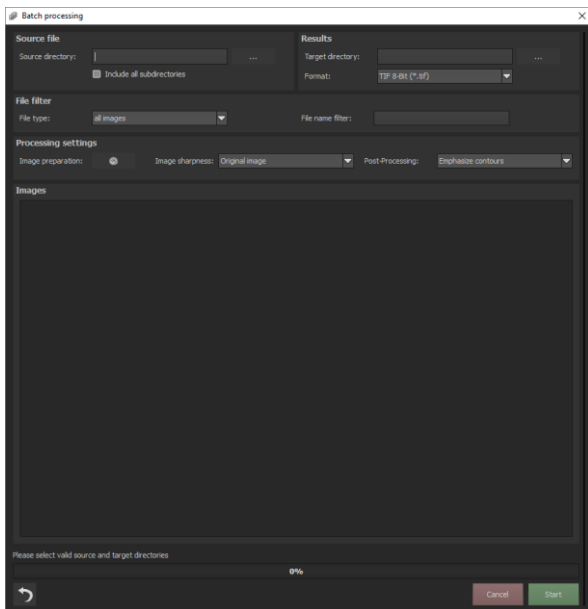 Batch processing
Source file
Source directory:
...
Include all subdirectories
Results
Target directory:
...
Format:
TIF 8-Bit (*.tif)
File filter
File type:
all images
File name filter:
Processing settings
Image preparation:
Image sharpness:
Original image
Post-Processing:
Emphasize contours
Images
Please select valid source and target directories
0%
Cancel
Start